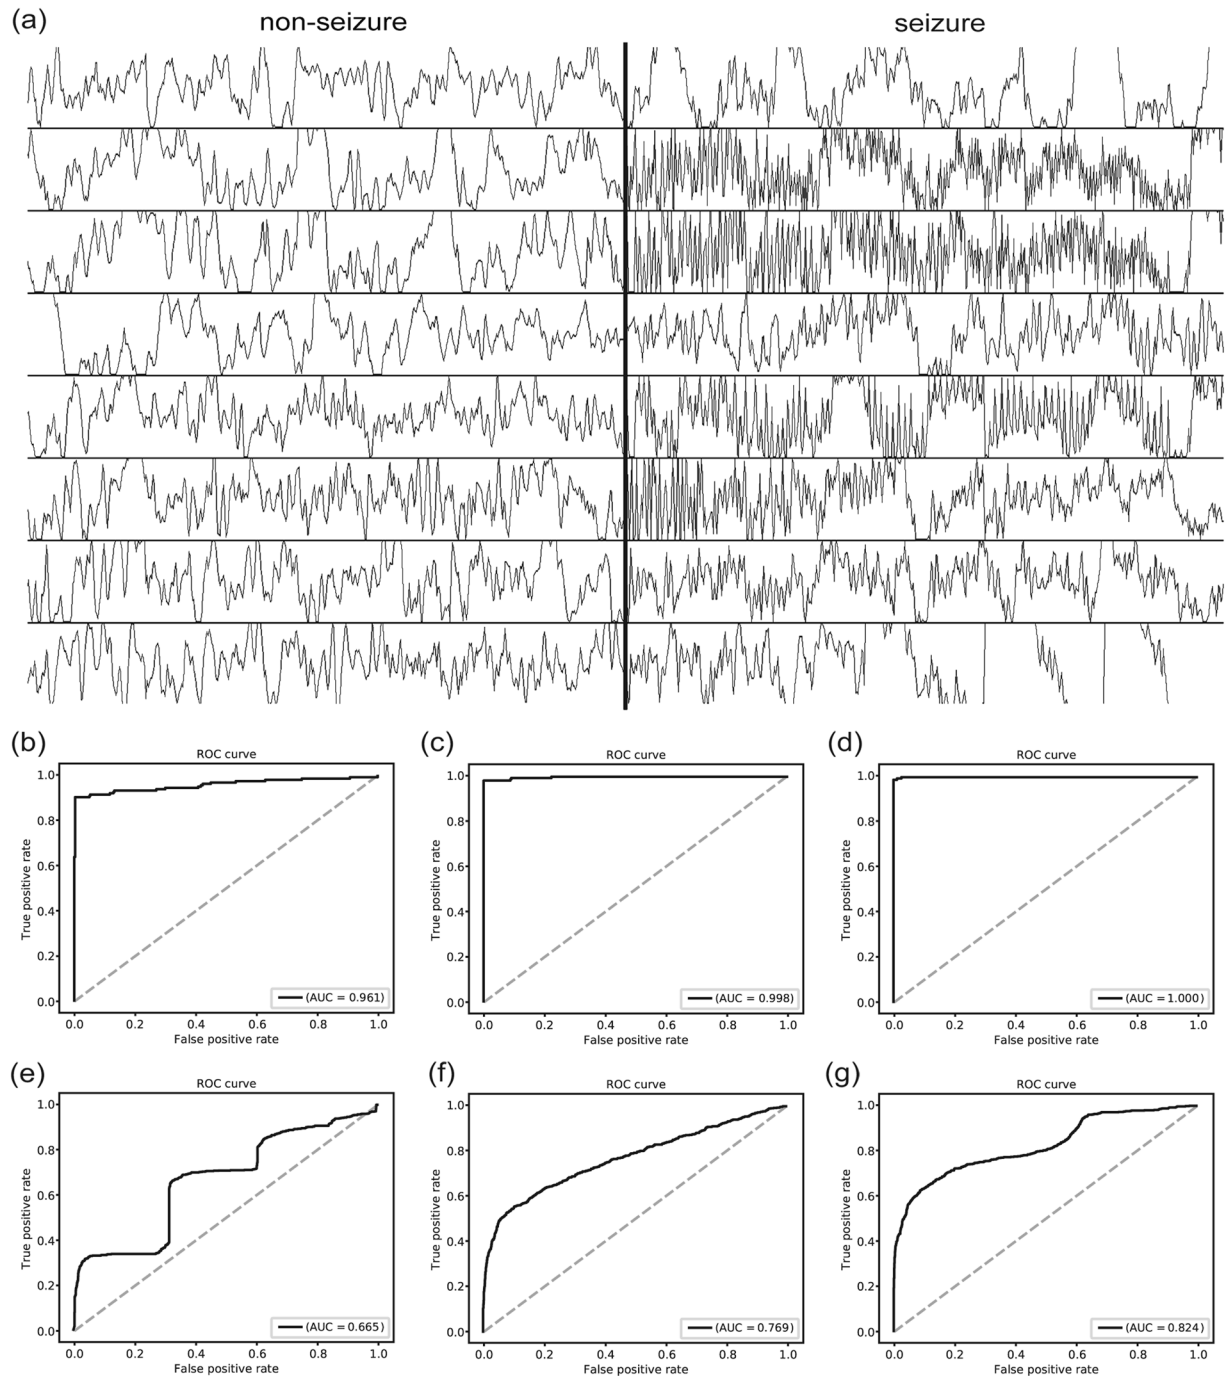 (a)
non-seizure
seizure
(b)
ROC curve
1.0
0.8
0.6
0.4
0.2
0.0
True positive rate
0.0 0.2 0.4 0.6 0.8 1.0
False positive rate
(AUC = 0.961)
(c)
ROC curve
1.0
0.8
0.6
0.4
0.2
0.0
True positive rate
0.0 0.2 0.4 0.6 0.8 1.0
False positive rate
(AUC = 0.998)
(d)
ROC curve
1.0
0.8
0.6
0.4
0.2
0.0
True positive rate
0.0 0.2 0.4 0.6 0.8 1.0
False positive rate
(AUC = 1.000)
(e)
ROC curve
1.0
0.8
0.6
0.4
0.2
0.0
True positive rate
0.0 0.2 0.4 0.6 0.8 1.0
False positive rate
(AUC = 0.665)
(f)
ROC curve
1.0
0.8
0.6
0.4
0.2
0.0
True positive rate
0.0 0.2 0.4 0.6 0.8 1.0
False positive rate
(AUC = 0.769)
(g)
ROC curve
1.0
0.8
0.6
0.4
0.2
0.0
True positive rate
0.0 0.2 0.4 0.6 0.8 1.0
False positive rate
(AUC = 0.824)